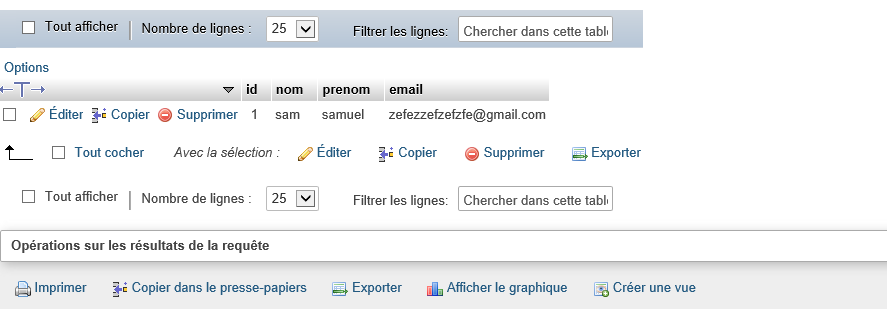 Tout afficher Nombre de lignes : 25 Filtrer les lignes: Chercher dans cette tabl
Options
id nom prenom email
Éditer Copier Supprimer 1 sam samuel zefezzefzefzfe@gmail.com
Tout cocher Avec la sélection : Éditer Copier Supprimer Exporter
Tout afficher Nombre de lignes : 25 Filtrer les lignes: Chercher dans cette tabl
Opérations sur les résultats de la requête
Imprimer Copier dans le presse-papiers Exporter Afficher le graphique Créer une vue